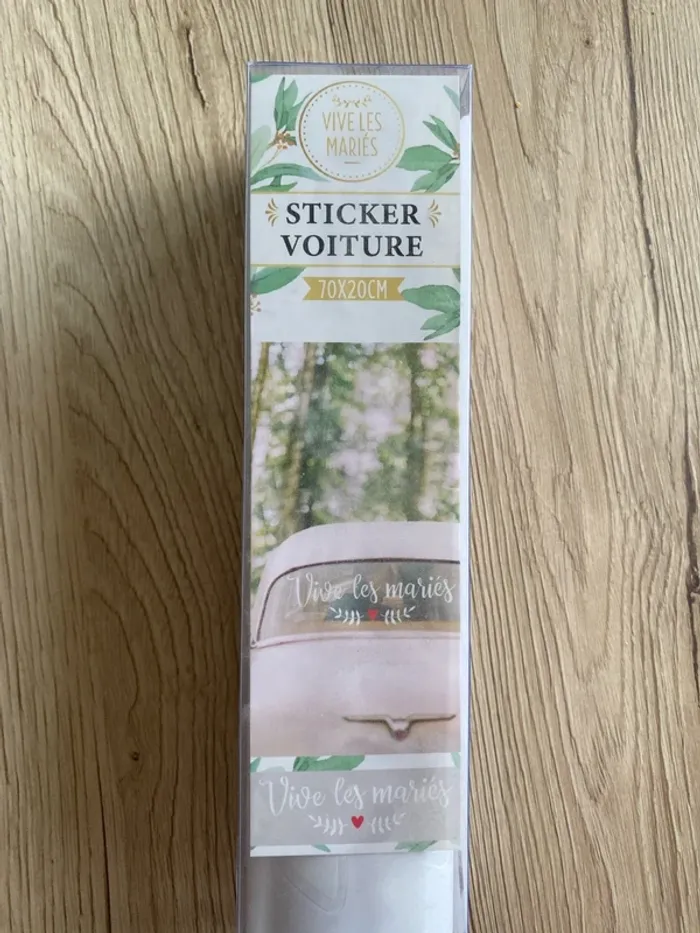 VIVE LES
MARIÉS
STICKER
VOITURE
70X20CM
Vive les mariés
Vive les mariés